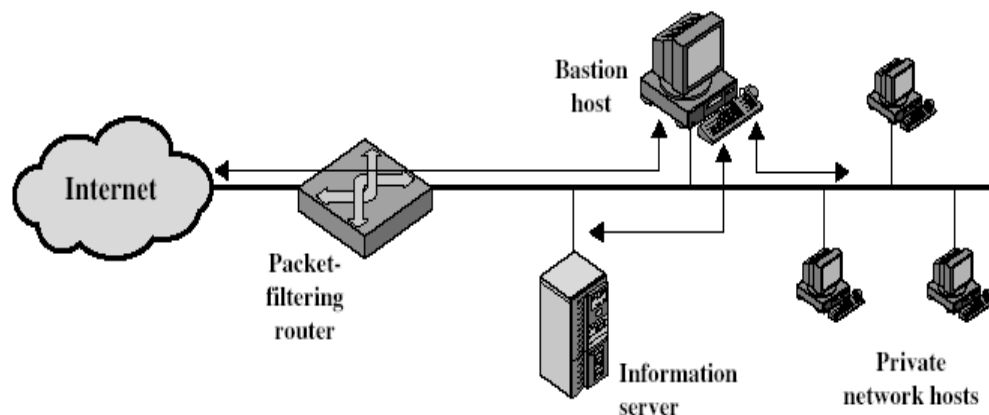 Bastion
host
Internet
Packet-
filtering
router
Information
server
Private
network hosts